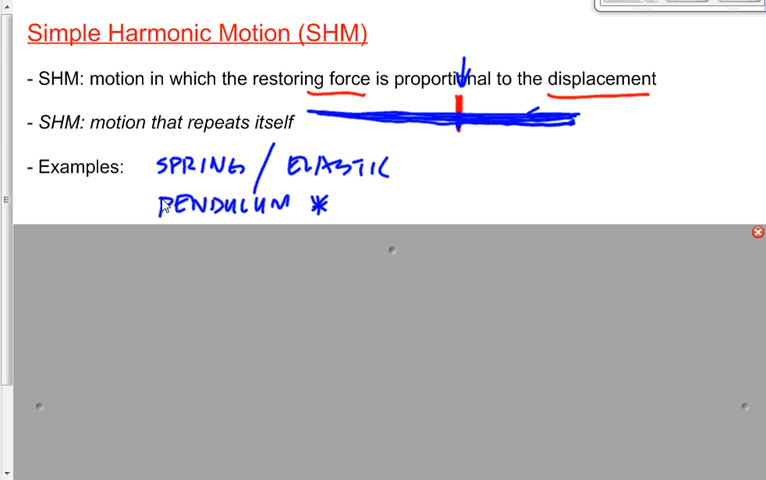 Simple Harmonic Motion (SHM)
- SHM: motion in which the restoring force is proportional to the displacement
- SHM: motion that repeats itself
- Examples: SPRING / ELASTIC
PENDULUM *